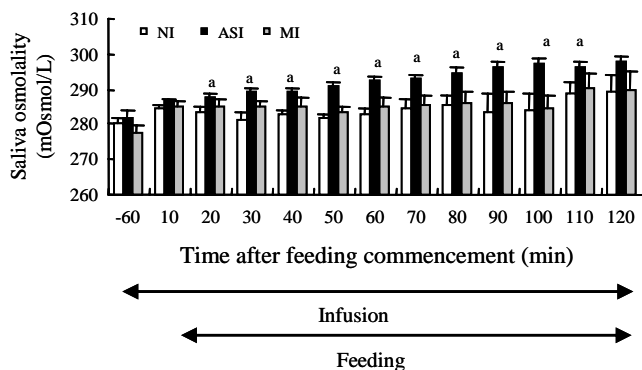 310
NI ASI MI
300
a a a a a a a a a a
290
280
270
260
Saliva osmolality
(mOsmol/L)
-60 10 20 30 40 50 60 70 80 90 100 110 120
Time after feeding commencement (min)
Infusion
Feeding